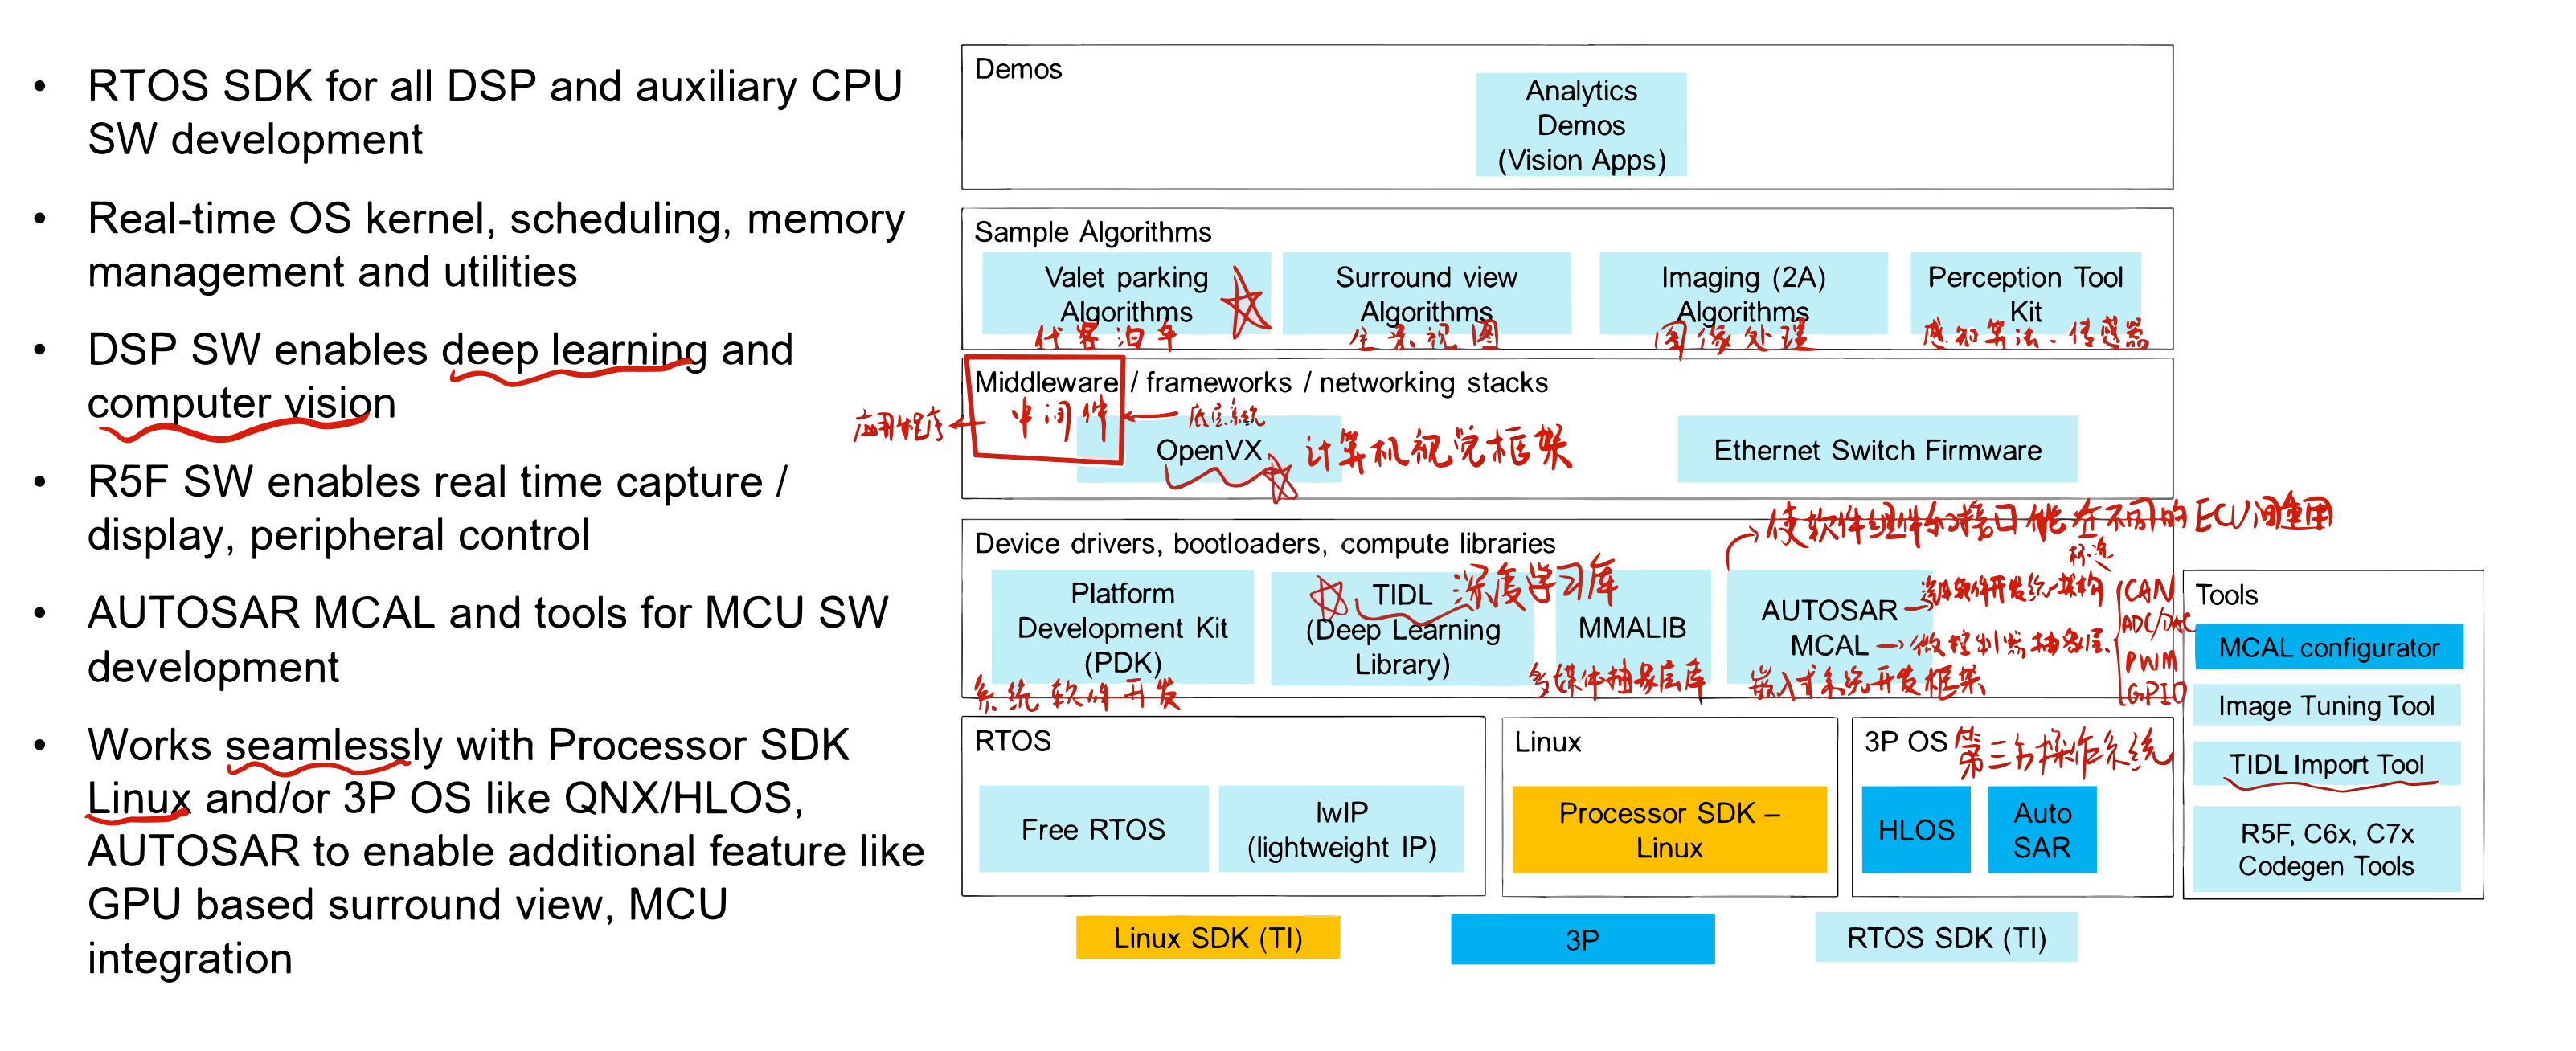 • RTOS SDK for all DSP and auxiliary CPU
SW development
• Real-time OS kernel, scheduling, memory
management and utilities
• DSP SW enables deep learning and
computer vision
• R5F SW enables real time capture /
display, peripheral control
• AUTOSAR MCAL and tools for MCU SW
development
• Works seamlessly with Processor SDK
Linux and/or 3P OS like QNX/HLOS,
AUTOSAR to enable additional feature like
GPU based surround view, MCU
integration
Demos
Analytics
Demos
(Vision Apps)
Sample Algorithms
Valet parking
Algorithms
代客泊车
Surround view
Algorithms
全景视图
Imaging (2A)
Algorithms
图像处理
Perception Tool
Kit
感知算法、传感器
Middleware / frameworks / networking stacks
应用程序
中间件
底层系统
OpenVX
计算机视觉框架
Ethernet Switch Firmware
使软件组件和接口能在不同的ECU间重用
Device drivers, bootloaders, compute libraries
Platform
Development Kit
(PDK)
系统软件开发
TIDL
深度学习库
(Deep Learning
Library)
MMALIB
多媒体抽象层库
AUTOSAR
汽车软件开发统一架构
MCAL
微控制器抽象层
嵌入式系统开发框架
CAN
ADC/DAC
PWM
GPIO
RTOS
Free RTOS
lwIP
(lightweight IP)
Linux
Processor SDK –
Linux
3P OS
第三方操作系统
HLOS
Auto
SAR
Tools
MCAL configurator
Image Tuning Tool
TIDL Import Tool
R5F, C6x, C7x
Codegen Tools
Linux SDK (TI)
3P
RTOS SDK (TI)